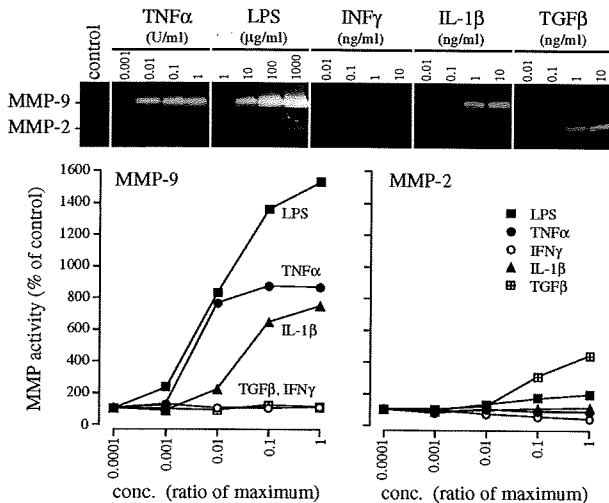 TNFα LPS INFγ IL-1β TGFβ
control (U/ml) (μg/ml) (ng/ml) (ng/ml) (ng/ml)
0.001 0.01 0.1 1 1 10 100 1000 0.01 0.1 1 10 0.01 0.1 1 10 0.01 0.1 1 10
MMP-9
MMP-2
MMP-9
MMP-2
MMP activity (% of control)
1600
1400
1200
1000
800
600
400
200
0
LPS
TNFα
IL-1β
TGFβ, IFNγ
LPS
TNFα
IFNγ
IL-1β
TGFβ
0.0001 0.001 0.01 0.1 1
0.0001 0.001 0.01 0.1 1
conc. (ratio of maximum)
conc. (ratio of maximum)